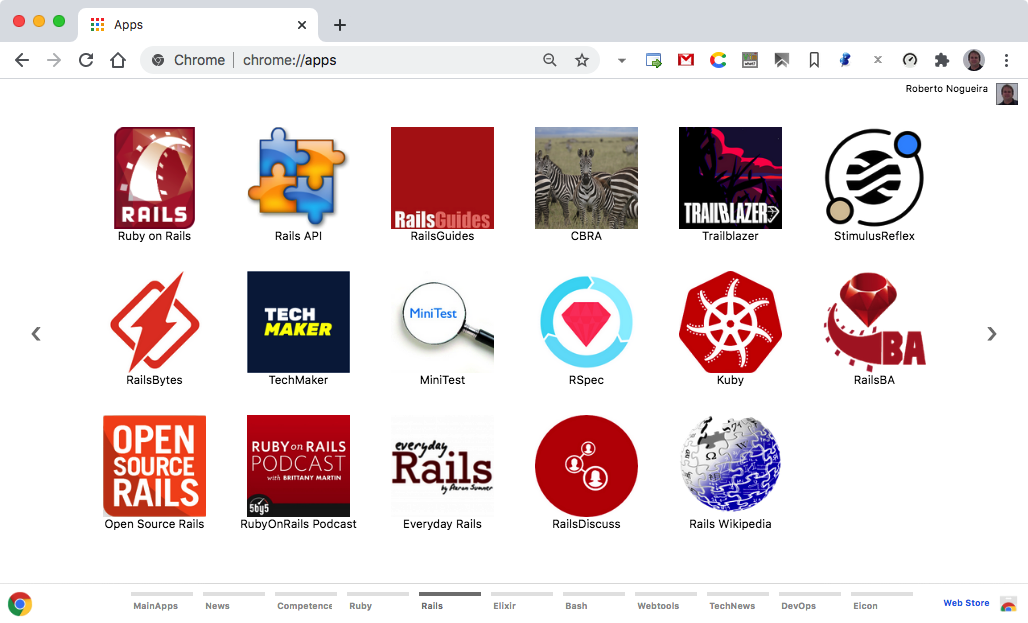 Apps
Chrome
chrome://apps
Roberto Nogueira
RAILS
Ruby on Rails
Rails API
RailsGuides
RailsGuides
CBRA
TRAILBLAZER
Trailblazer
StimulusReflex
RailsBytes
TECH
MAKER
TechMaker
MiniTest
MiniTest
RSpec
Kuby
BA
RailsBA
OPEN
SOURCE
RAILS
Open Source Rails
RUBY on RAILS
PODCAST
with BRITTANY MARTIN
5by5
RubyOnRails Podcast
everyday
Rails
by Aaron Sumner
Everyday Rails
RailsDiscuss
Ω
W
Rails Wikipedia
MainApps
News
Competence
Ruby
Rails
Elixir
Bash
Webtools
TechNews
DevOps
Eicon
Web Store